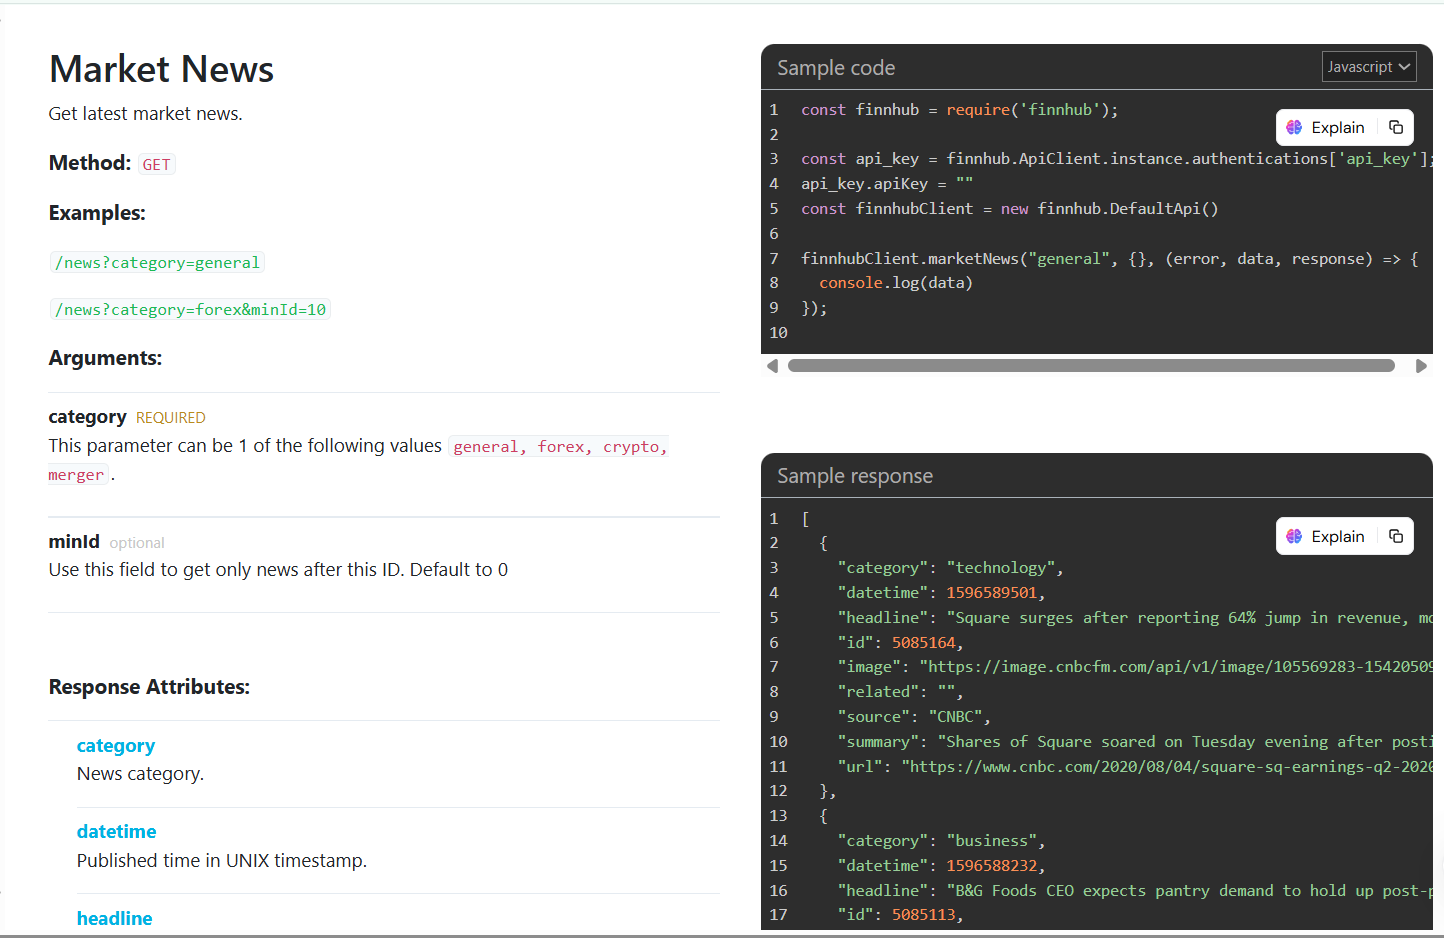 Market News
Get latest market news.
Method: GET
Examples:
/news?category=general
/news?category=forex&minId=10
Arguments:
category REQUIRED
This parameter can be 1 of the following values general, forex, crypto,
merger.
minId optional
Use this field to get only news after this ID. Default to 0
Response Attributes:
category
News category.
datetime
Published time in UNIX timestamp.
headline
Sample code
Javascript
Explain
1 const finnhub = require('finnhub');
2
3 const api_key = finnhub.ApiClient.instance.authentications['api_key'];
4 api_key.apiKey = ""
5 const finnhubClient = new finnhub.DefaultApi()
6
7 finnhubClient.marketNews("general", {}, (error, data, response) => {
8   console.log(data)
9 });
10
Sample response
Explain
1 [
2   {
3     "category": "technology",
4     "datetime": 1596589501,
5     "headline": "Square surges after reporting 64% jump in revenue,
6     "id": 5085164,
7     "image": "https://image.cnbcfm.com/api/v1/image/105569283-15420509
8     "related": "",
9     "source": "CNBC",
10     "summary": "Shares of Square soared on Tuesday evening after posti
11     "url": "https://www.cnbc.com/2020/08/04/square-sq-earnings-q2-2020
12   },
13   {
14     "category": "business",
15     "datetime": 1596588232,
16     "headline": "B&G Foods CEO expects pantry demand to hold up post-p
17     "id": 5085113,